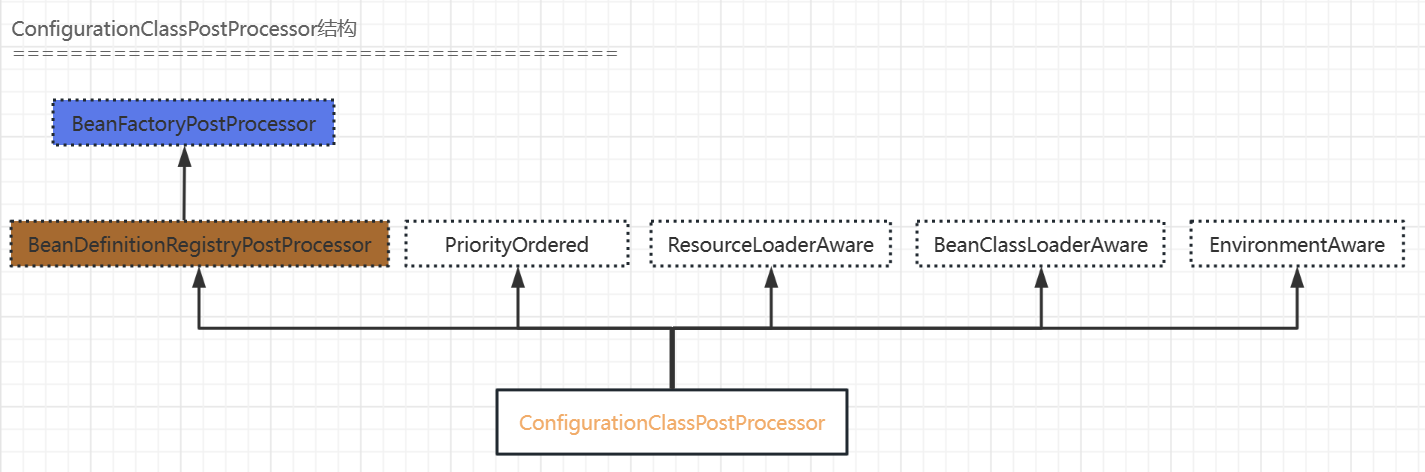 ConfigurationClassPostProcessor结构
==========================================
BeanFactoryPostProcessor
BeanDefinitionRegistryPostProcessor
PriorityOrdered
ResourceLoaderAware
BeanClassLoaderAware
EnvironmentAware
ConfigurationClassPostProcessor